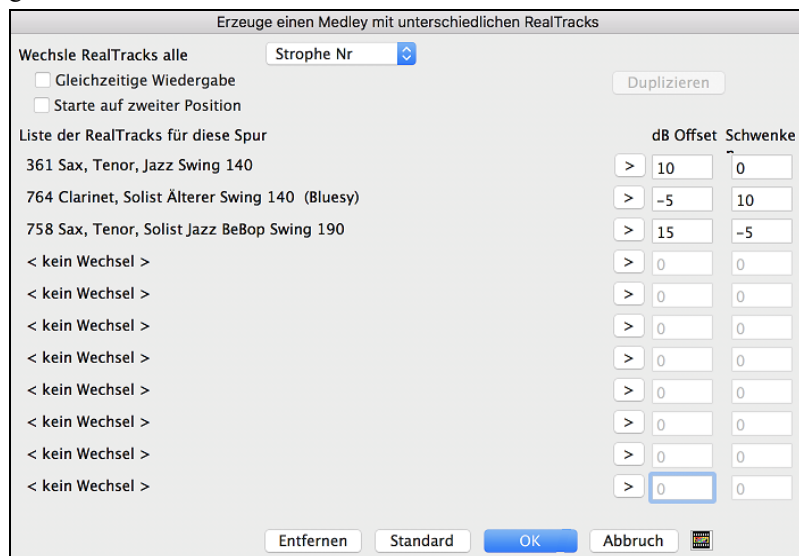 Erzeuge einen Medley mit unterschiedlichen RealTracks
Wechsle RealTracks alle Strophe Nr
Gleichzeitige Wiedergabe Duplizieren
Starte auf zweiter Position
Liste der RealTracks für diese Spur dB Offset Schwenke
361 Sax, Tenor, Jazz Swing 140 > 10 0
764 Clarinet, Solist Älterer Swing 140 (Bluesy) > -5 10
758 Sax, Tenor, Solist Jazz BeBop Swing 190 > 15 -5
< kein Wechsel > > 0 0
< kein Wechsel > > 0 0
< kein Wechsel > > 0 0
< kein Wechsel > > 0 0
< kein Wechsel > > 0 0
< kein Wechsel > > 0 0
< kein Wechsel > > 0 0
< kein Wechsel > > 0 0
Entfernen Standard OK Abbruch